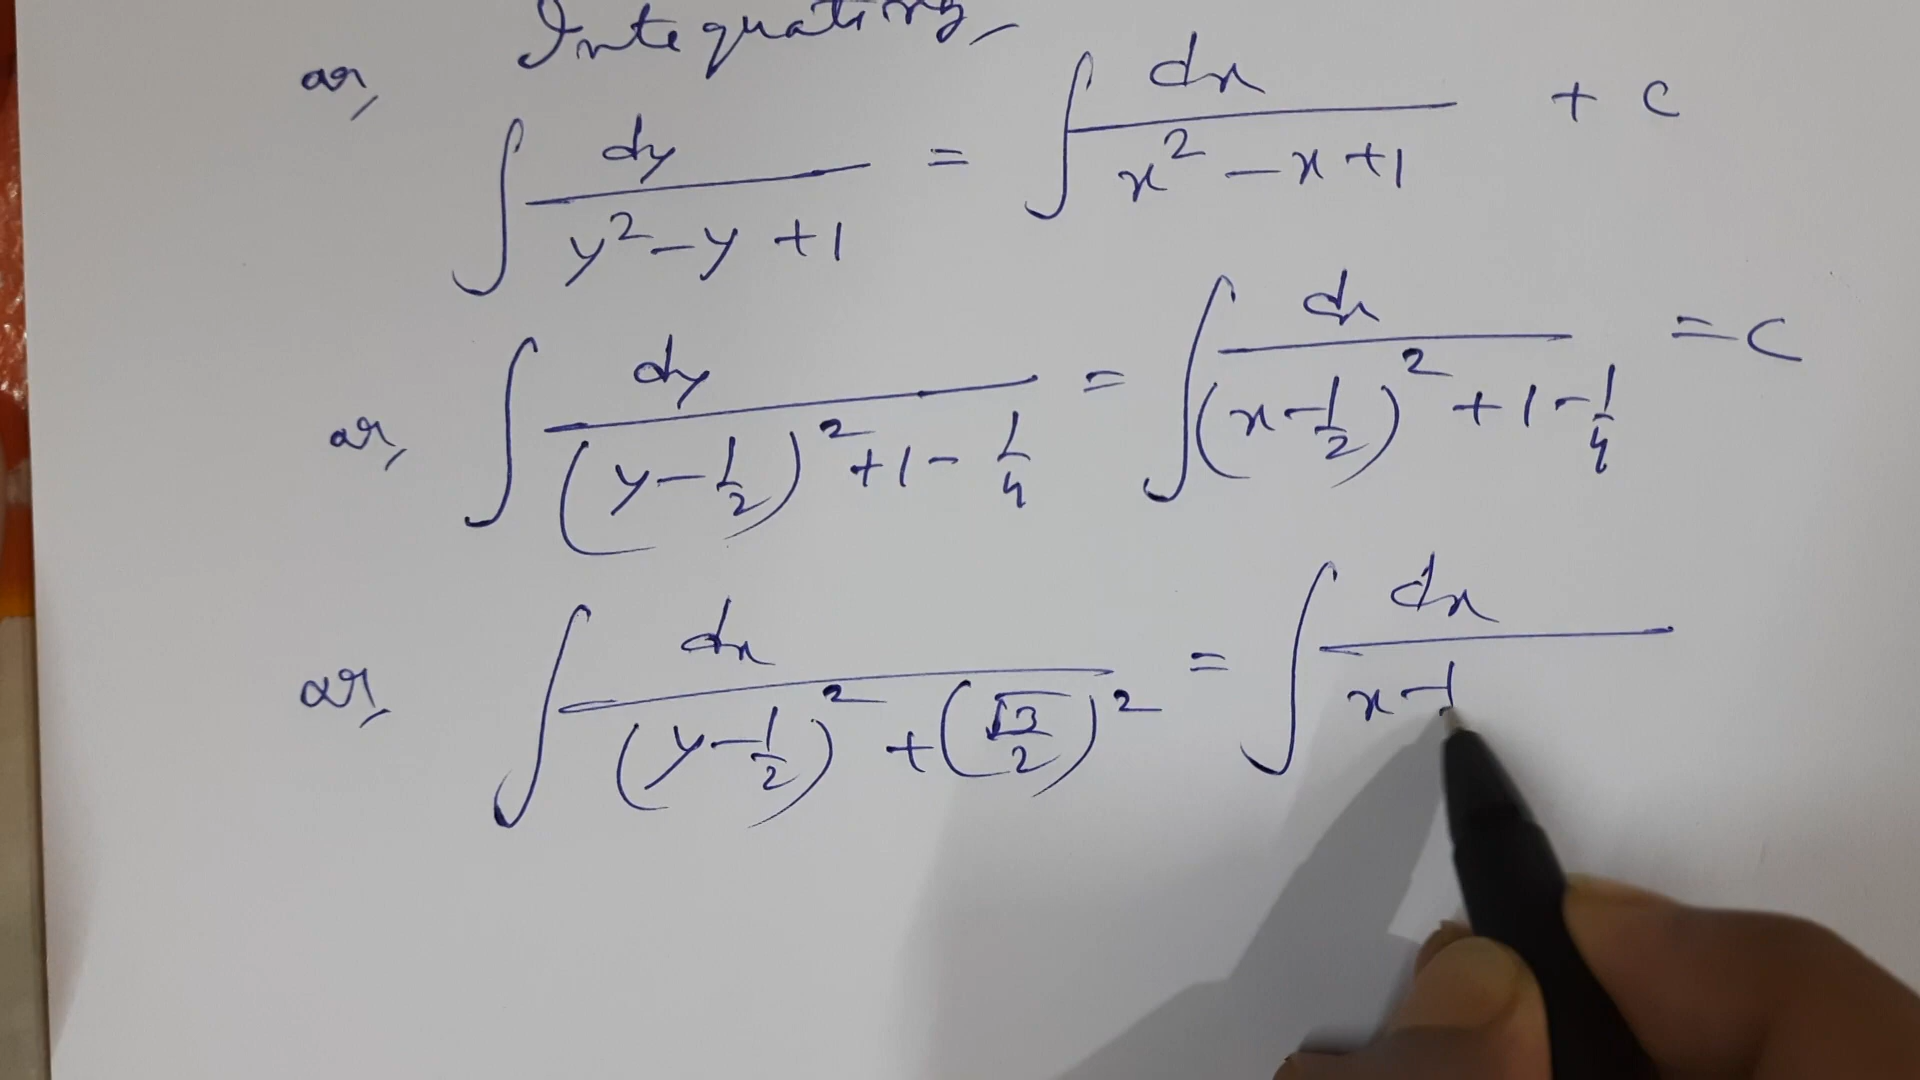 Integrating,
or, ∫ dy / (y² - y + 1) = ∫ dx / (x² - x + 1) + c
or, ∫ dy / ((y - 1/2)² + 1 - 1/4) = ∫ dx / ((x - 1/2)² + 1 - 1/4) = c
or, ∫ dx / ((y - 1/2)² + (√3/2)²) = ∫ dx / x - 1